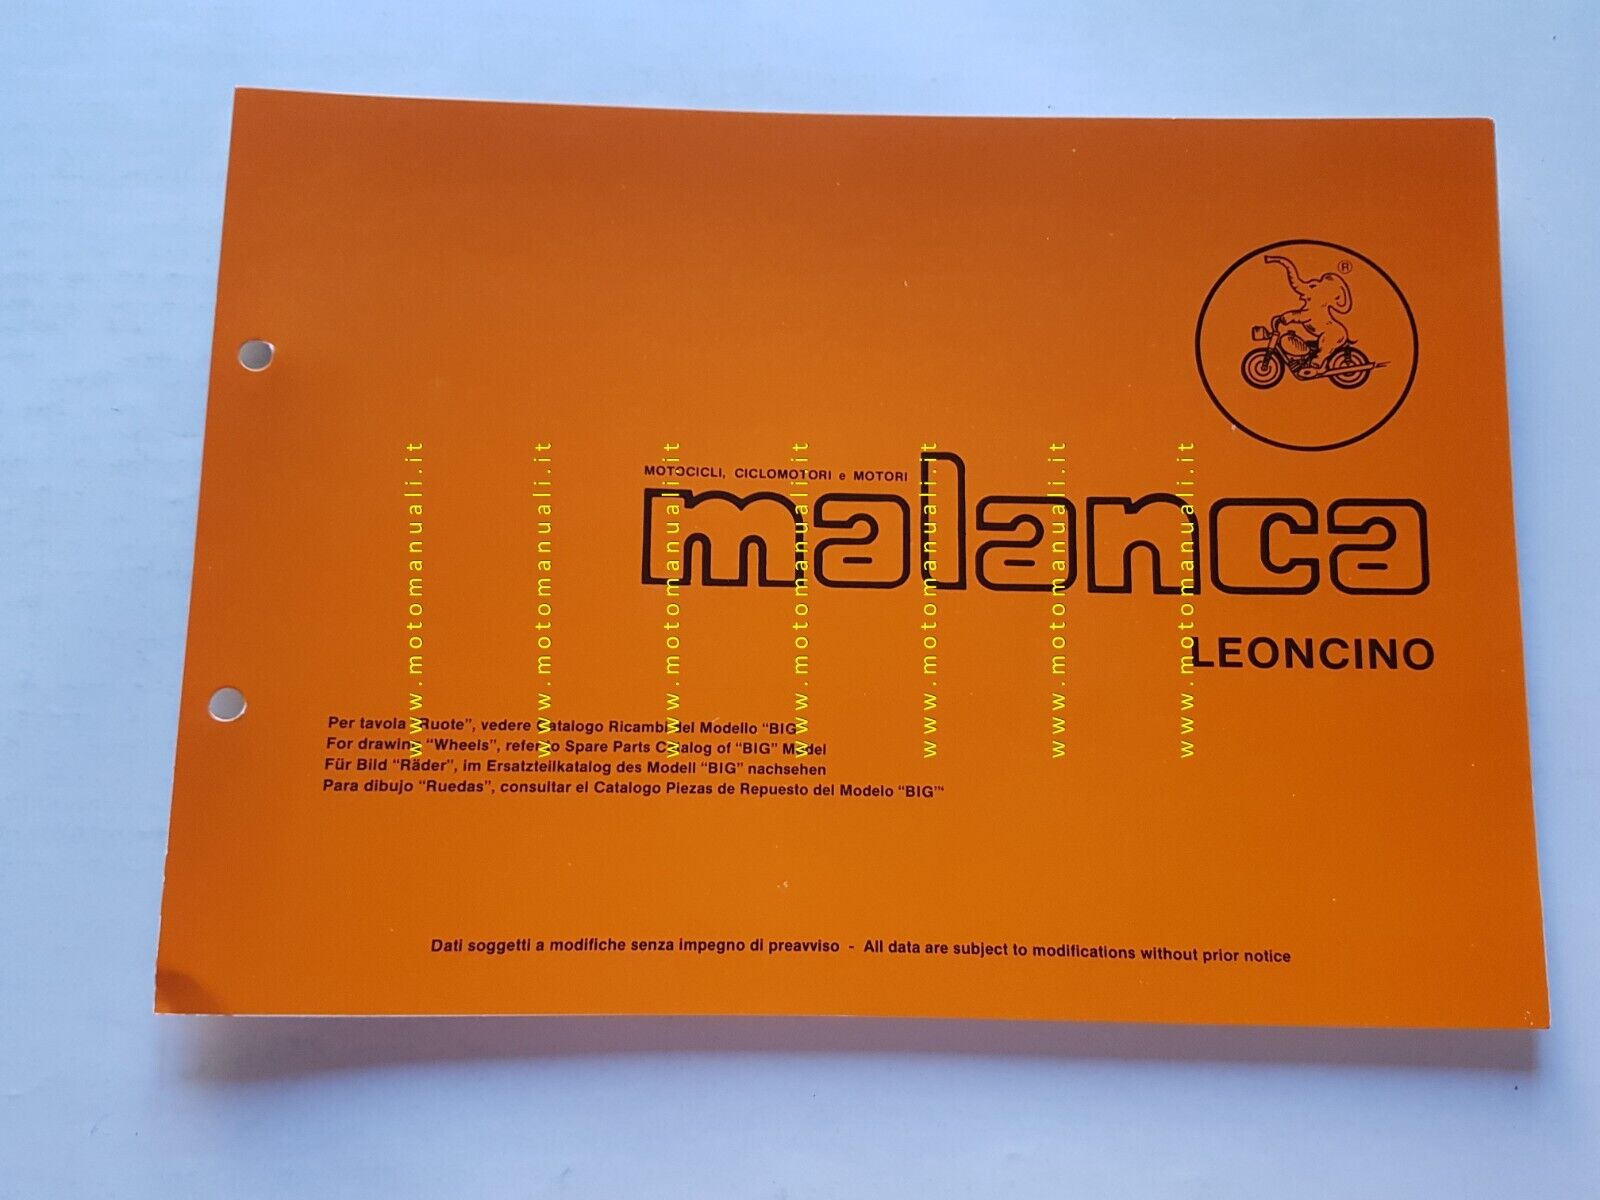 ®
MOTOCICLI, CICLOMOTORI e MOTORI
malanca
LEONCINO
Per tavola "Ruote", vedere Catalogo Ricambi del Modello "BIG"
For drawing "Wheels", refer to Spare Parts Catalog of "BIG" Model
Für Bild "Räder", im Ersatzteilkatalog des Modell "BIG" nachsehen
Para dibujo "Ruedas", consultar el Catalogo Piezas de Repuesto del Modelo "BIG"
Dati soggetti a modifiche senza impegno di preavviso - All data are subject to modifications without prior notice
www.motomanuali.it
www.motomanuali.it
www.motomanuali.it
www.motomanuali.it
www.motomanuali.it
www.motomanuali.it
www.motomanuali.it